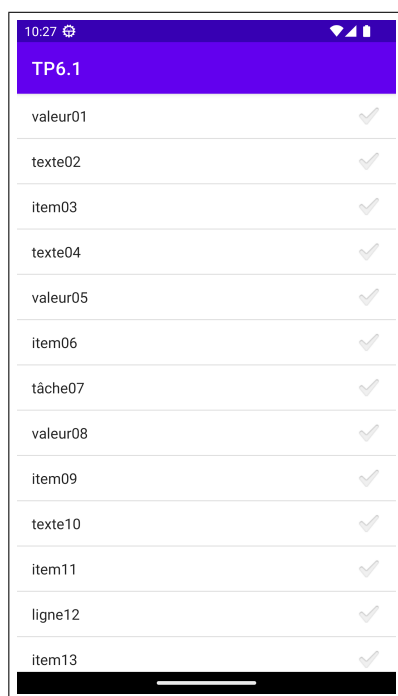 10:27
TP6.1
valeur01
texte02
item03
texte04
valeur05
item06
tâche07
valeur08
item09
texte10
item11
ligne12
item13